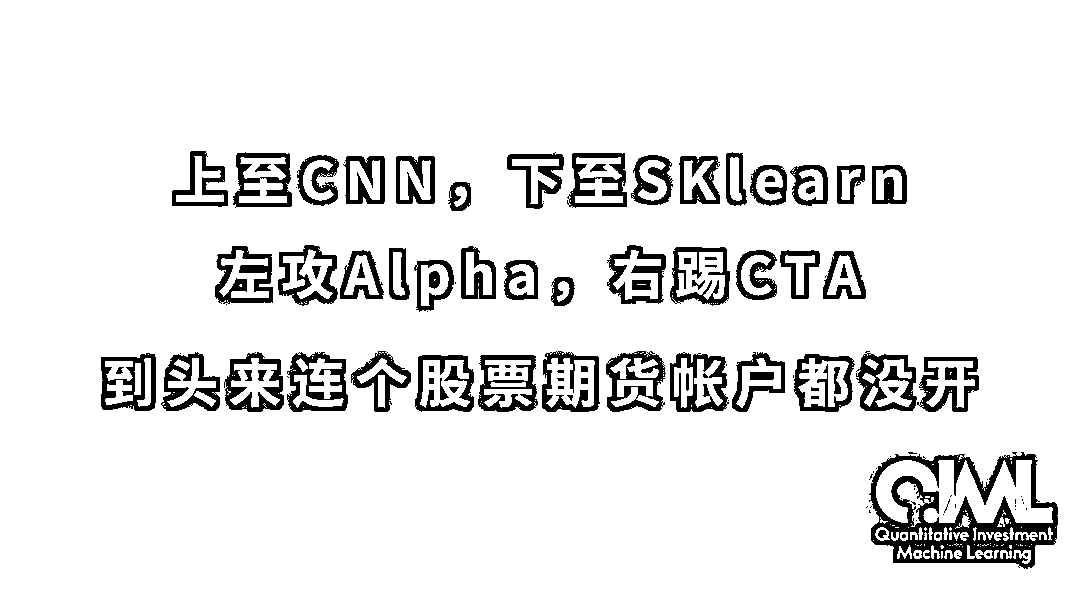 上至CNN，下至SKlearn
左攻Alpha，右踢CTA
到头来连个股票期货帐户都没开
QIML
Quantitative Investment
Machine Learning